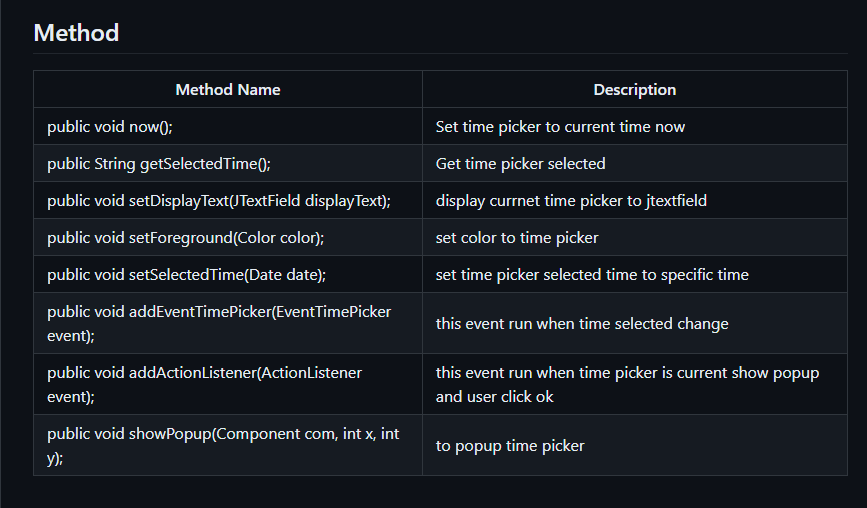 Method
Method Name
Description
public void now();
Set time picker to current time now
public String getSelectedTime();
Get time picker selected
public void setDisplayText(JTextField displayText);
display currnet time picker to jtextfield
public void setForeground(Color color);
set color to time picker
public void setSelectedTime(Date date);
set time picker selected time to specific time
public void addEventTimePicker(EventTimePicker
event);
this event run when time selected change
public void addActionListener(ActionListener
event);
this event run when time picker is current show popup
and user click ok
public void showPopup(Component com, int x, int
y);
to popup time picker